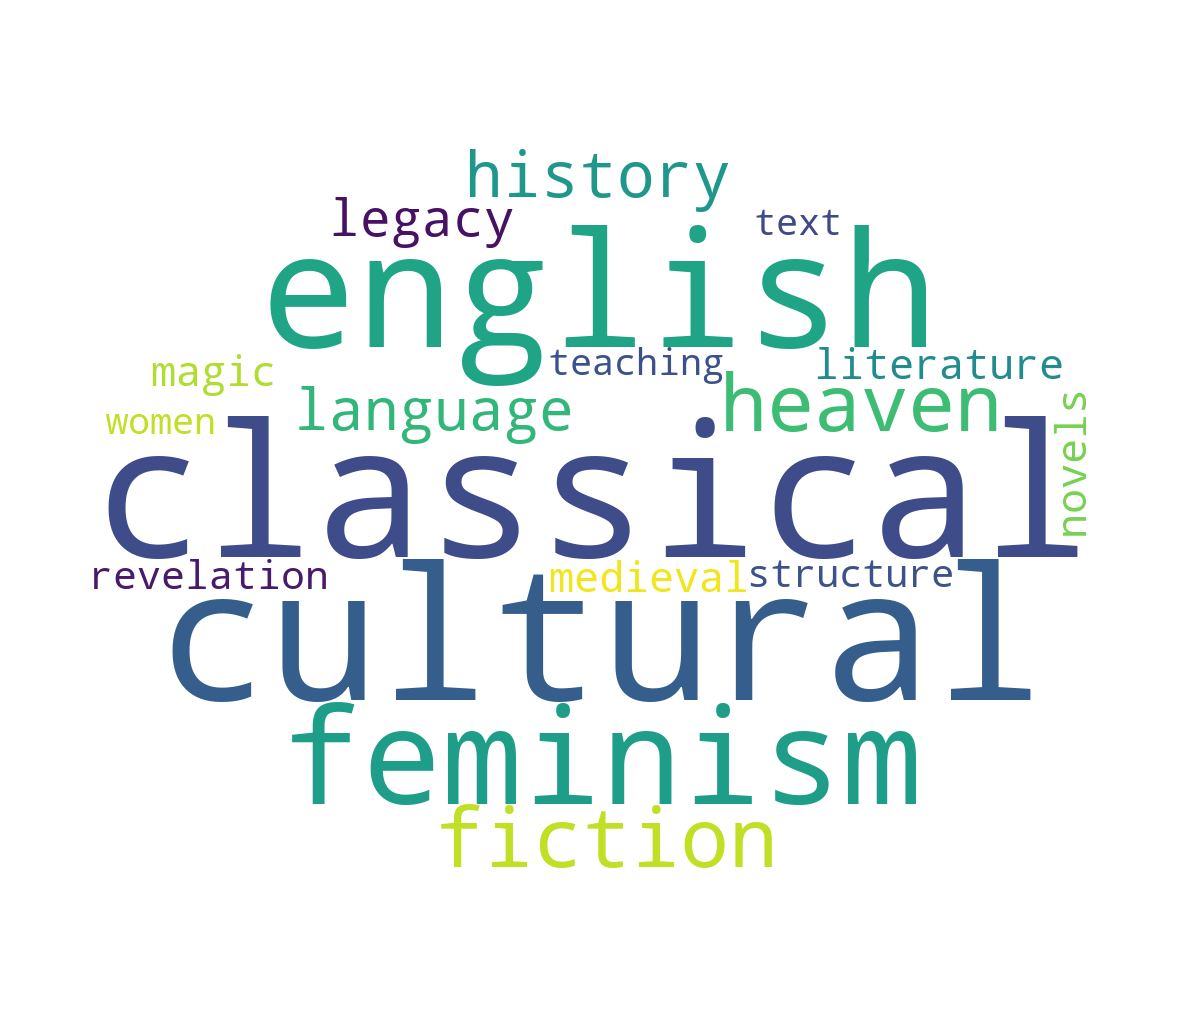 history
legacy
text
english
teaching
literature
magic
heaven
language
women
novels
classical
revelation
medieval
structure
cultural
feminism
fiction